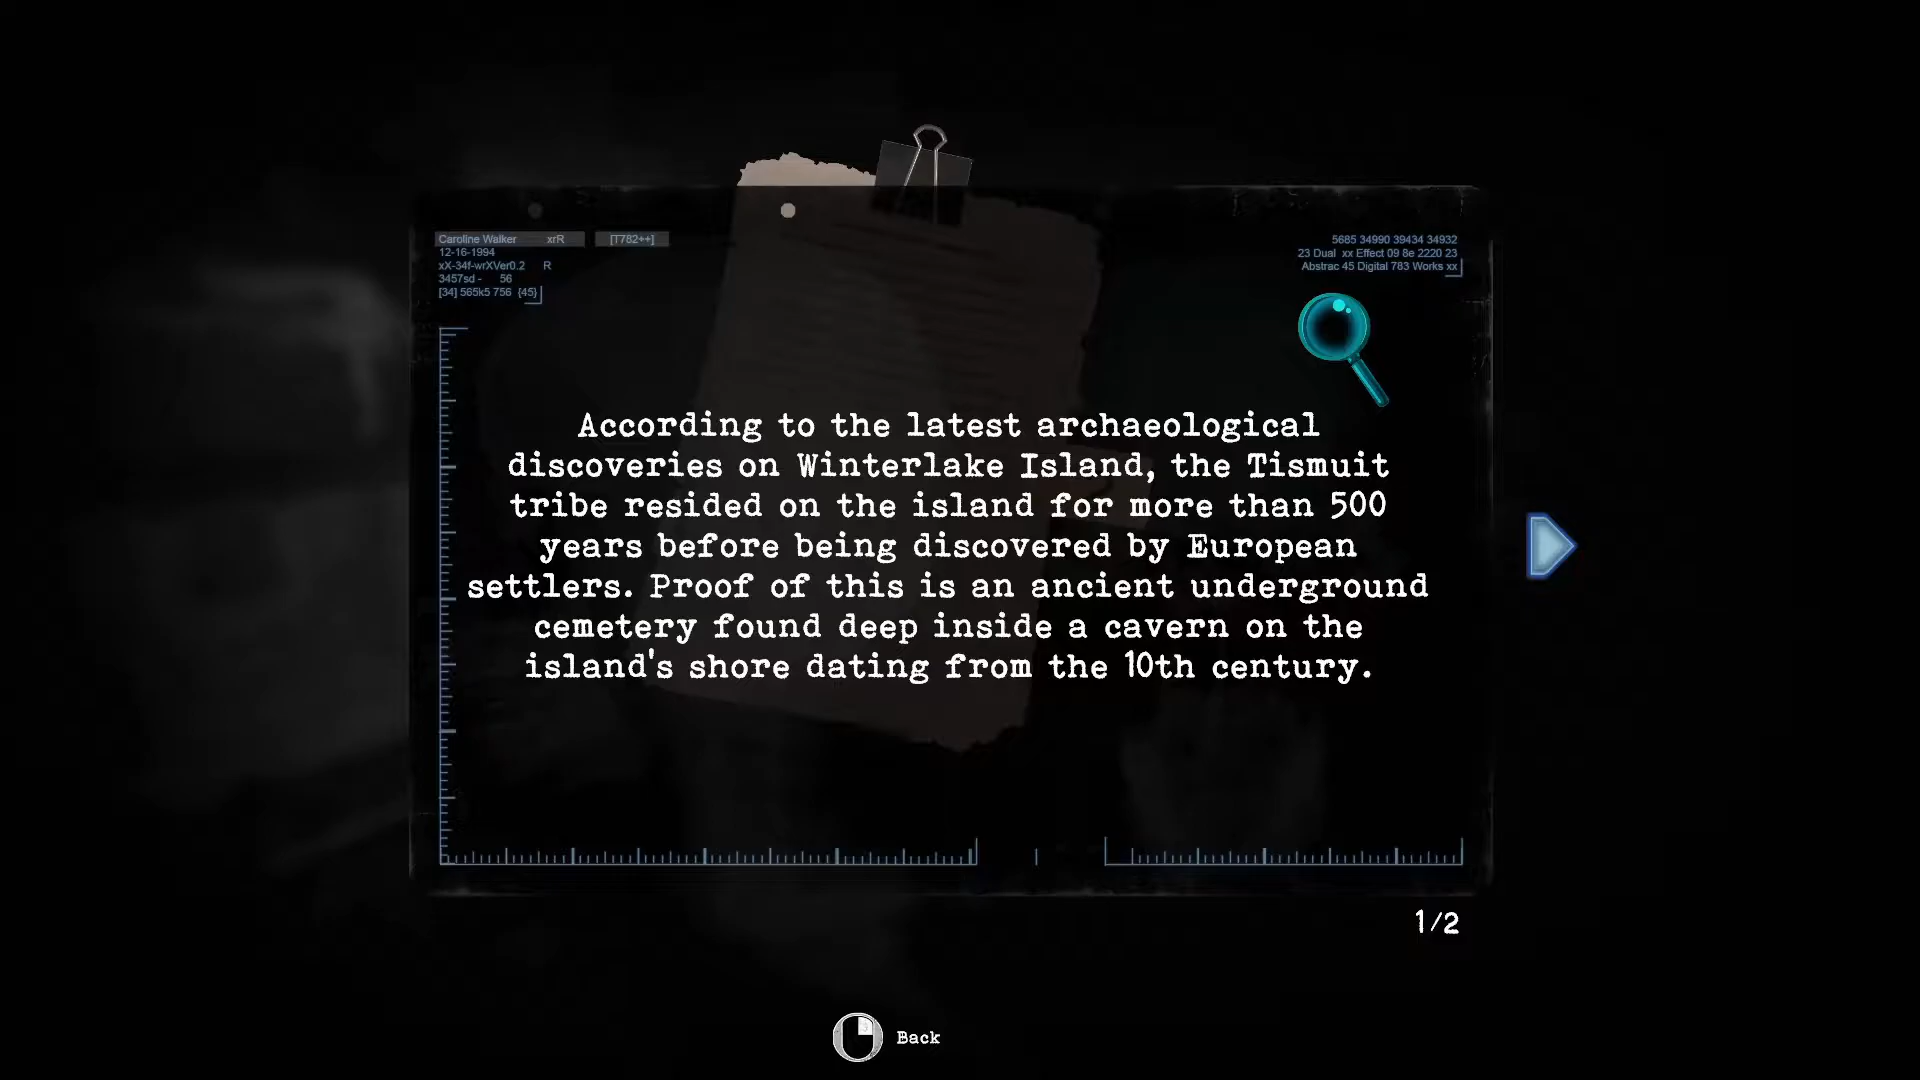 Caroline Walker xrR [T782++]
12-16-1994
xX-34f-wrXVer0.2 R
3457sd - 56
[34] 565k5 756 {45}
5685 34990 39434 34932
23 Dual xx Effect 09 8e 2220 23
Abstrac 45 Digital 783 Works xx
According to the latest archaeological
discoveries on Winterlake Island, the Tismuit
tribe resided on the island for more than 500
years before being discovered by European
settlers. Proof of this is an ancient underground
cemetery found deep inside a cavern on the
island's shore dating from the 10th century.
1/2
Back